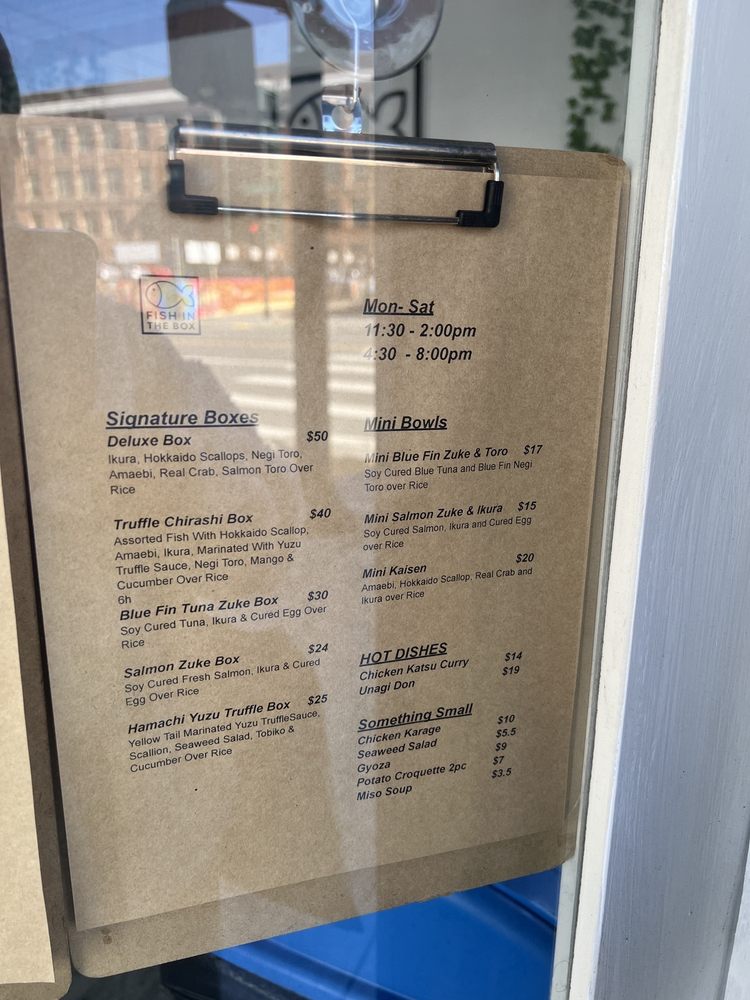 FISH IN
THE BOX
Mon- Sat
11:30 - 2:00pm
4:30 - 8:00pm
Signature Boxes
Deluxe Box $50
Ikura, Hokkaido Scallops, Negi Toro,
Amaebi, Real Crab, Salmon Toro Over
Rice
Truffle Chirashi Box $40
Assorted Fish With Hokkaido Scallop,
Amaebi, Ikura, Marinated With Yuzu
Truffle Sauce, Negi Toro, Mango &
Cucumber Over Rice
6h
Blue Fin Tuna Zuke Box $30
Soy Cured Tuna, Ikura & Cured Egg Over
Rice
Salmon Zuke Box $24
Soy Cured Fresh Salmon, Ikura & Cured
Egg Over Rice
Hamachi Yuzu Truffle Box $25
Yellow Tail Marinated Yuzu TruffleSauce,
Scallion, Seaweed Salad, Tobiko &
Cucumber Over Rice
Mini Bowls
Mini Blue Fin Zuke & Toro $17
Soy Cured Blue Tuna and Blue Fin Negi
Toro over Rice
Mini Salmon Zuke & Ikura $15
Soy Cured Salmon, Ikura and Cured Egg
over Rice
Mini Kaisen $20
Amaebi, Hokkaido Scallop, Real Crab and
Ikura over Rice
HOT DISHES
Chicken Katsu Curry $14
Unagi Don $19
Something Small
Chicken Karage $10
Seaweed Salad $5.5
Gyoza $9
Potato Croquette 2pc $7
Miso Soup $3.5